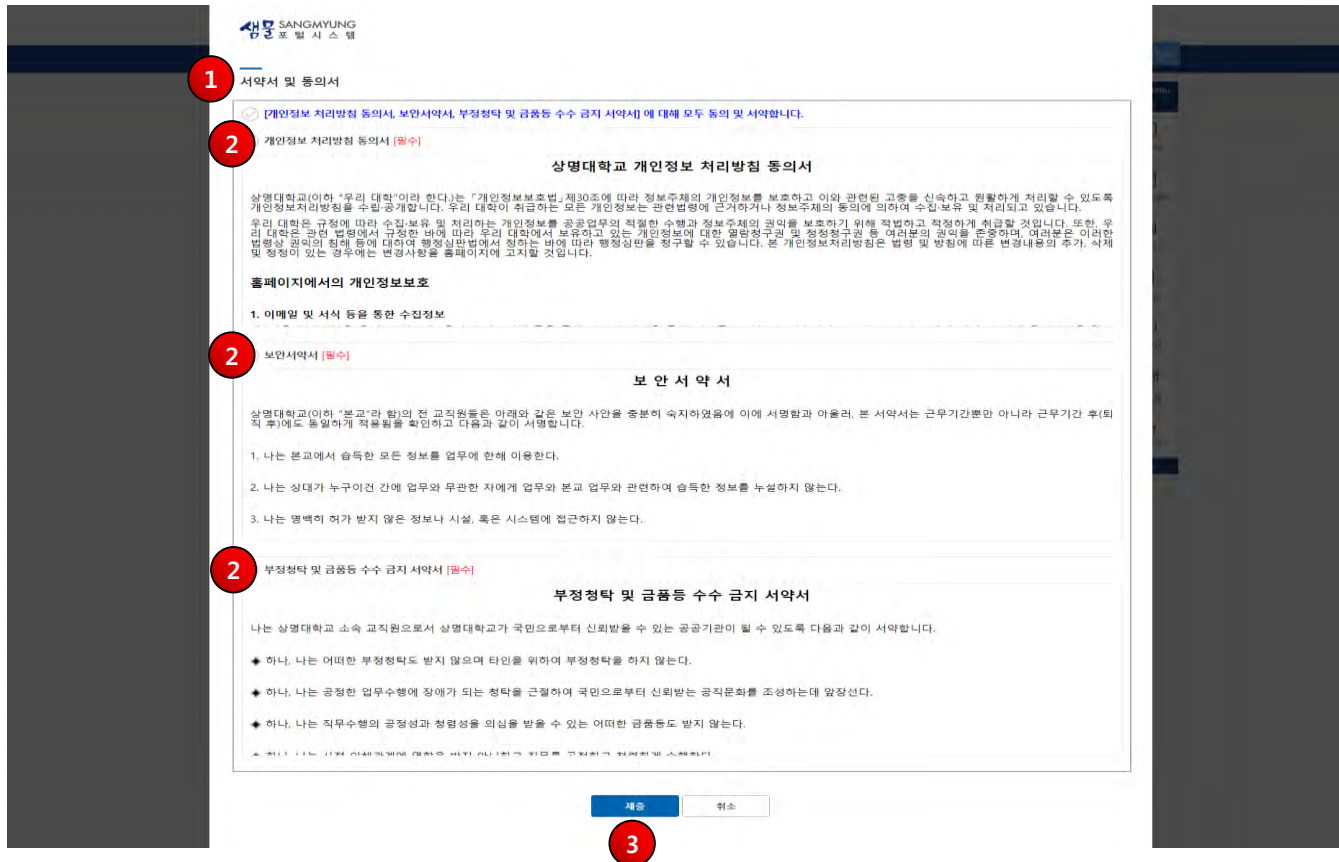 샘물 SANGMYUNG
포털시스템
1 서약서 및 동의서
[개인정보 처리방침 동의서, 보안서약서, 부정청탁 및 금품등 수수 금지 서약서] 에 대해 모두 동의 및 서약합니다.
2 개인정보 처리방침 동의서 [필수]
상명대학교 개인정보 처리방침 동의서
상명대학교(이하 "우리 대학"이라 한다.)는 「개인정보보호법」제30조에 따라 정보주체의 개인정보를 보호하고 이와 관련된 고충을 신속하고 원활하게 처리할 수 있도록
개인정보처리방침을 수립·공개합니다. 우리 대학이 취급하는 모든 개인정보는 관련법령에 근거하거나 정보주체의 동의에 의하여 수집·보유 및 처리되고 있습니다.
우리 대학은 규정에 따라 수집·보유 및 처리하는 개인정보를 공공업무의 적절한 수행과 정보주체의 권익을 보호하기 위해 적법하고 적정하게 취급할 것입니다. 또한, 우
리 대학은 관련 법령에서 규정한 바에 따라 우리 대학에서 보유하고 있는 개인정보에 대한 열람청구권 및 정정청구권 등 여러분의 권익을 존중하며, 여러분은 이러한
법령상 권익의 침해 등에 대하여 행정심판법에서 정하는 바에 따라 행정심판을 청구할 수 있습니다. 본 개인정보처리방침은 법령 및 방침에 따른 변경내용의 추가, 삭제
및 정정이 있는 경우에는 변경사항을 홈페이지에 고지할 것입니다.
홈페이지에서의 개인정보보호
1. 이메일 및 서식 등을 통한 수집정보
2 보안서약서 [필수]
보 안 서 약 서
상명대학교(이하 "본교"라 함)의 전 교직원들은 아래와 같은 보안 사안을 충분히 숙지하였음에 이에 서명함과 아울러, 본 서약서는 근무기간뿐만 아니라 근무기간 후(퇴
직 후)에도 동일하게 적용됨을 확인하고 다음과 같이 서명합니다.
1. 나는 본교에서 습득한 모든 정보를 업무에 한해 이용한다.
2. 나는 상대가 누구이건 간에 업무와 무관한 자에게 업무와 본교 업무와 관련하여 습득한 정보를 누설하지 않는다.
3. 나는 명백히 허가 받지 않은 정보나 시설, 혹은 시스템에 접근하지 않는다.
2 부정청탁 및 금품등 수수 금지 서약서 [필수]
부정청탁 및 금품등 수수 금지 서약서
나는 상명대학교 소속 교직원으로서 상명대학교가 국민으로부터 신뢰받을 수 있는 공공기관이 될 수 있도록 다음과 같이 서약합니다.
◈ 하나, 나는 어떠한 부정청탁도 받지 않으며 타인을 위하여 부정청탁을 하지 않는다.
◈ 하나, 나는 공정한 업무수행에 장애가 되는 청탁을 근절하여 국민으로부터 신뢰받는 공직문화를 조성하는데 앞장선다.
◈ 하나, 나는 직무수행의 공정성과 청렴성을 의심을 받을 수 있는 어떠한 금품등도 받지 않는다.
제출 취소
3